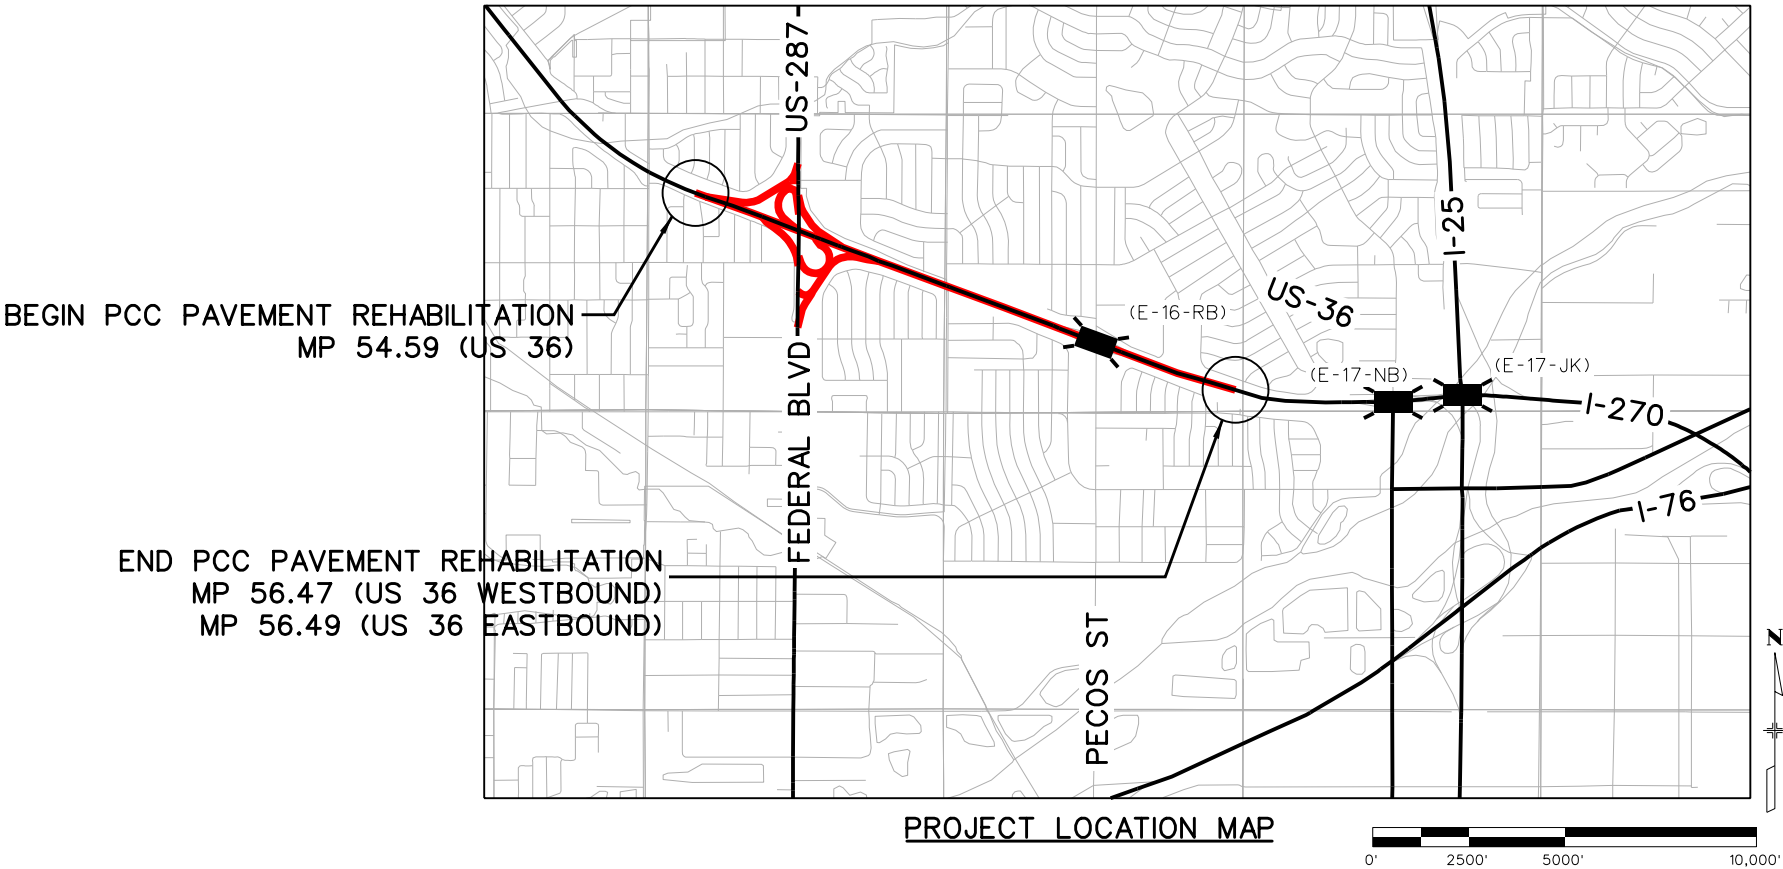 US-287
I-25
BEGIN PCC PAVEMENT REHABILITATION
MP 54.59 (US 36)
(E-16-RB)
US-36
(E-17-NB)
(E-17-JK)
I-270
FEDERAL BLVD
I-76
END PCC PAVEMENT REHABILITATION
MP 56.47 (US 36 WESTBOUND)
MP 56.49 (US 36 EASTBOUND)
PECOS ST
N
PROJECT LOCATION MAP
0' 2500' 5000' 10,000'